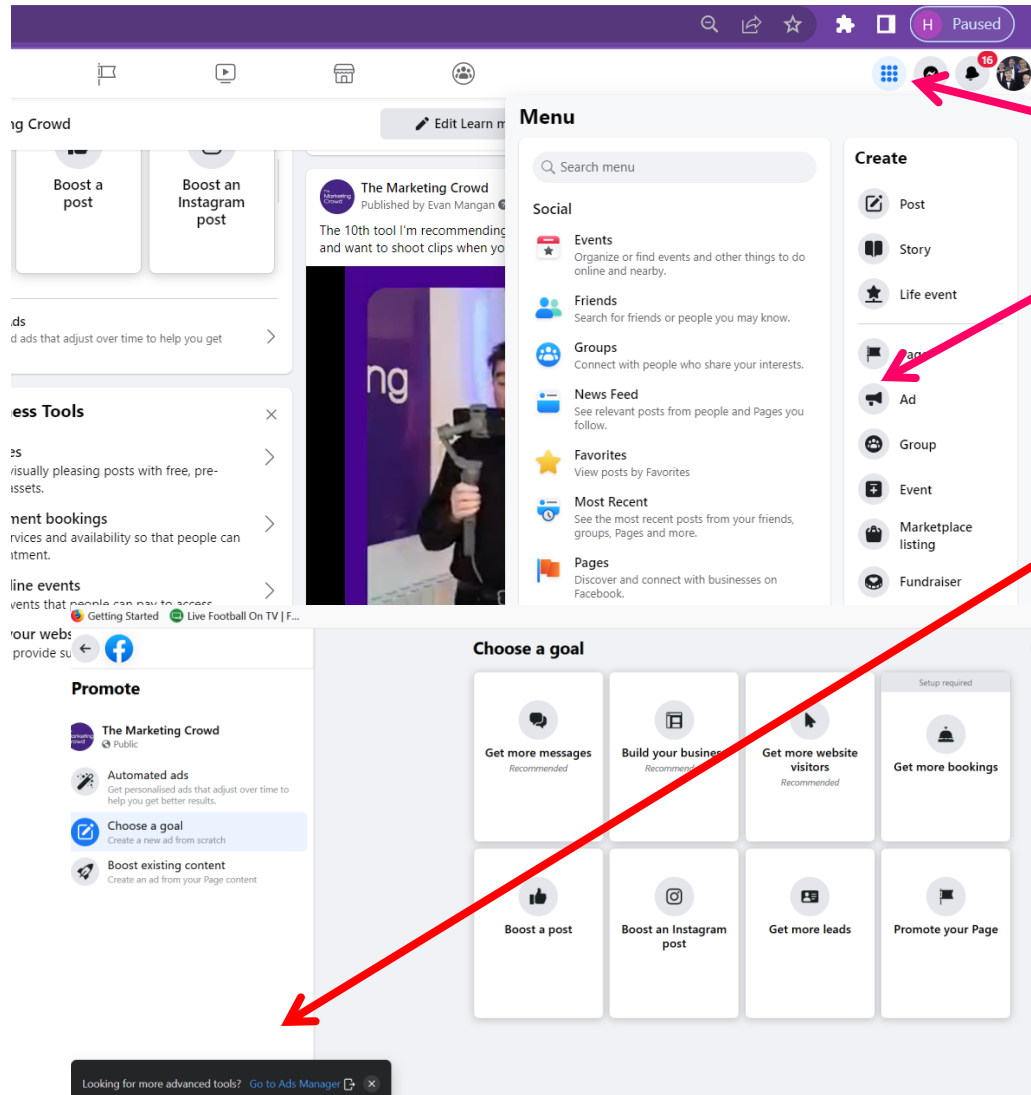 H Paused
16
ng Crowd
Edit Learn m
Menu
Boost a
post
Boost an
Instagram
post
Ads
d ads that adjust over time to help you get
ess Tools
es
visually pleasing posts with free, pre-
assets.
ment bookings
rvices and availability so that people can
ntment.
line events
vents that people can pay to access
your webs
provide su
The Marketing Crowd
Published by Evan Mangan
The 10th tool I'm recommending
and want to shoot clips when yo
ng
Search menu
Social
Events
Organize or find events and other things to do
online and nearby.
Friends
Search for friends or people you may know.
Groups
Connect with people who share your interests.
News Feed
See relevant posts from people and Pages you
follow.
Favorites
View posts by Favorites
Most Recent
See the most recent posts from your friends,
groups, Pages and more.
Pages
Discover and connect with businesses on
Facebook.
Create
Post
Story
Life event
Page
Ad
Group
Event
Marketplace
listing
Fundraiser
Getting Started Live Football On TV | F...
Promote
The Marketing Crowd
Public
Automated ads
Get personalised ads that adjust over time to
help you get better results.
Choose a goal
Create a new ad from scratch
Boost existing content
Create an ad from your Page content
Choose a goal
Get more messages
Recommended
Build your business
Recommended
Get more website
visitors
Recommended
Setup required
Get more bookings
Boost a post
Boost an Instagram
post
Get more leads
Promote your Page
Looking for more advanced tools? Go to Ads Manager